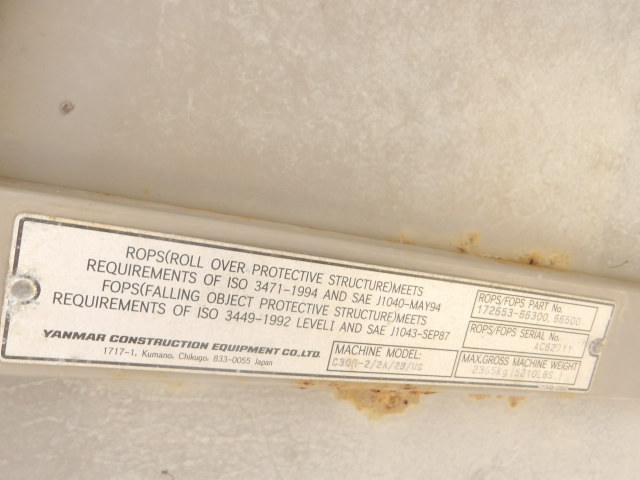 ROPS(ROLL OVER PROTECTIVE STRUCTURE)MEETS
REQUIREMENTS OF ISO 3471-1994 AND SAE J1040-MAY94
FOPS(FALLING OBJECT PROTECTIVE STRUCTURE)MEETS
REQUIREMENTS OF ISO 3449-1992 LEVELI AND SAE J1043-SEP87
YANMAR CONSTRUCTION EQUIPMENT CO.,LTD.
1717-1, Kumano, Chikugo, 833-0055 Japan
MACHINE MODEL:
ROPS/FOPS PART No.
172653-86300,86500
ROPS/FOPS SERIAL No.
MAX.GROSS MACHINE WEIGHT